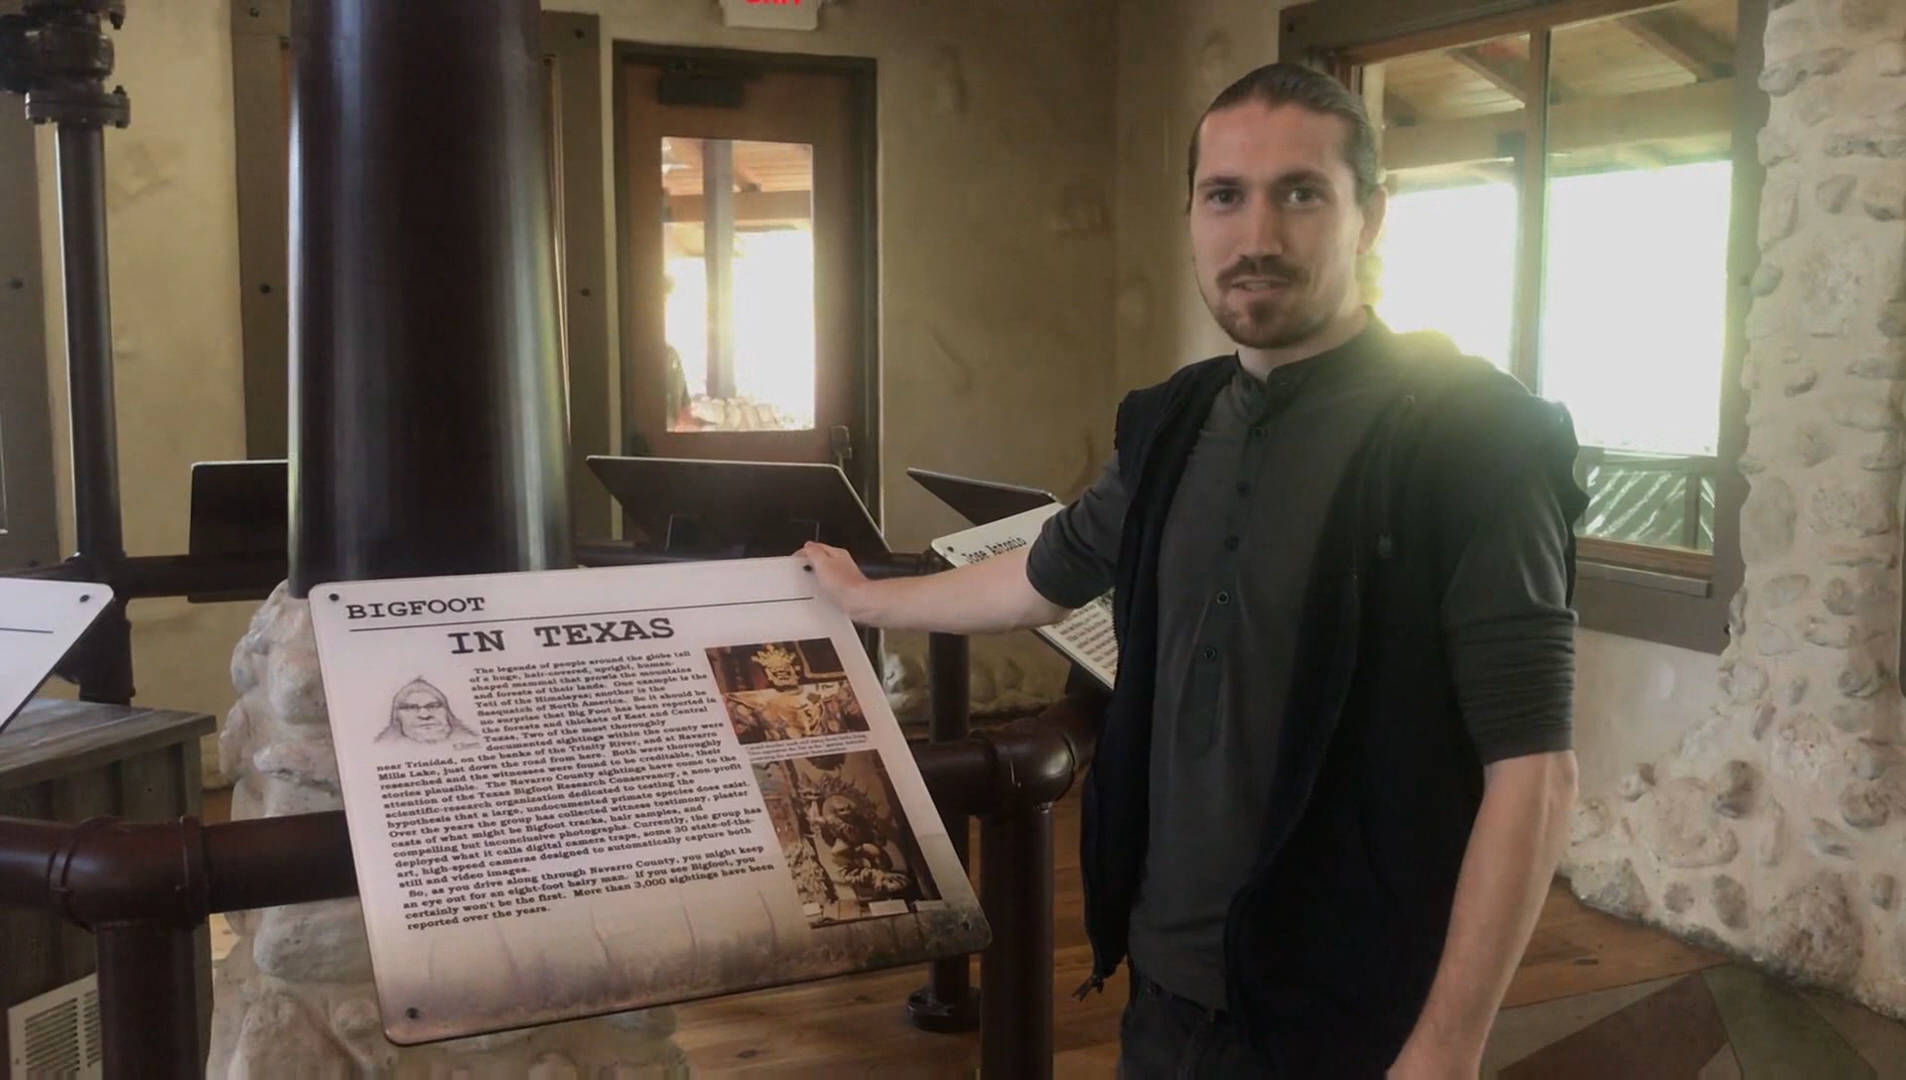 EXIT
BIGFOOT
IN TEXAS
The legends of people around the globe tell
of a huge, hair-covered, upright, human-
shaped mammal that prowls the mountains
and forests of their lands. One example is the
Yeti of the Himalayas; another is the
Sasquatch of North America. So it should be
no surprise that Big Foot has been reported in
the forests and thickets of East and Central
Texas. Two of the most thoroughly
documented sightings within the county were
near Trinidad, on the banks of the Trinity River, and at Navarro
Mills Lake, just down the road from here. Both were thoroughly
researched and the witnesses were found to be creditable, their
stories plausible. The Navarro County sightings have come to the
attention of the Texas Bigfoot Research Conservancy, a non-profit
scientific-research organization dedicated to testing the
hypothesis that a large, undocumented primate species does exist.
Over the years the group has collected witness testimony, plaster
casts of what might be Bigfoot tracks, hair samples, and
compelling but inconclusive photographs. Currently, the group has
deployed what it calls digital camera traps, some 30 state-of-the-
art, high-speed cameras designed to automatically capture both
still and video images.
So, as you drive along through Navarro County, you might keep
an eye out for an eight-foot hairy man. If you see Bigfoot, you
certainly won't be the first. More than 3,000 sightings have been
reported over the years.
Jose Antonio